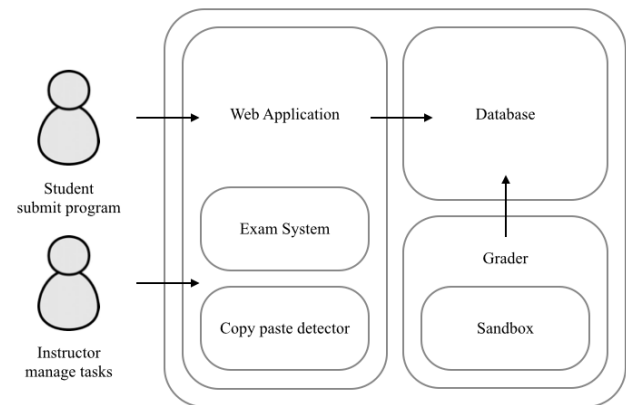 Web Application
Database
Student
submit program
Exam System
Grader
Copy paste detector
Sandbox
Instructor
manage tasks